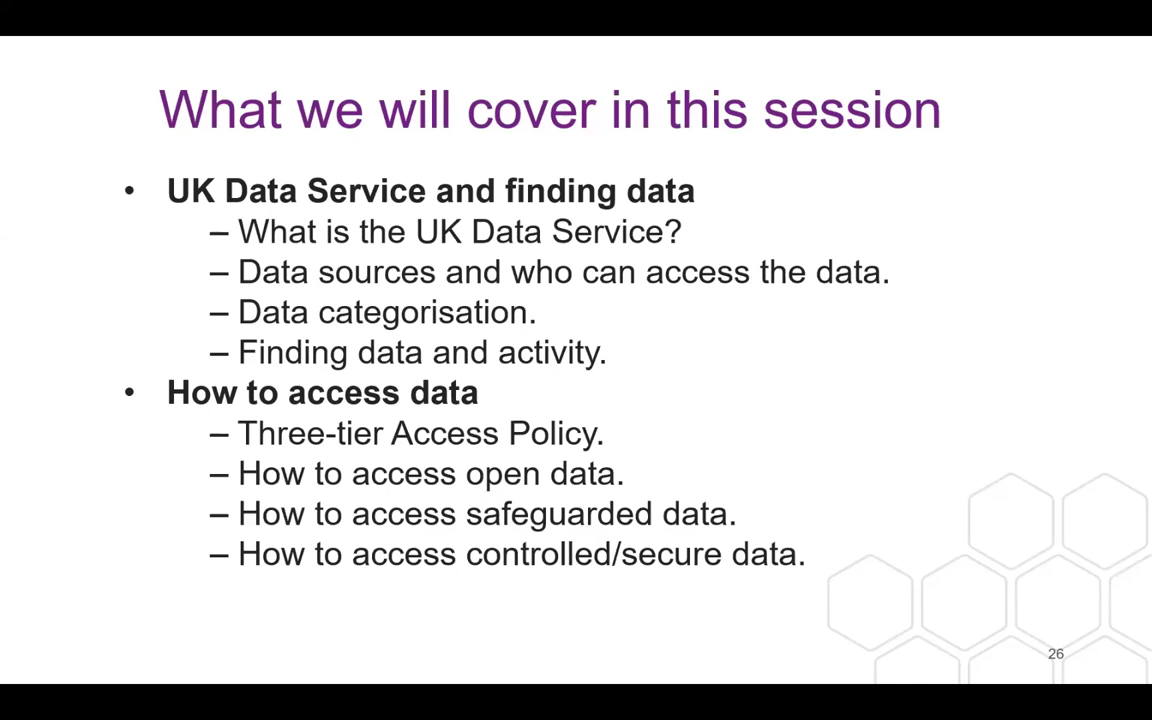 What we will cover in this session
• UK Data Service and finding data
– What is the UK Data Service?
– Data sources and who can access the data.
– Data categorisation.
– Finding data and activity.
• How to access data
– Three-tier Access Policy.
– How to access open data.
– How to access safeguarded data.
– How to access controlled/secure data.
26